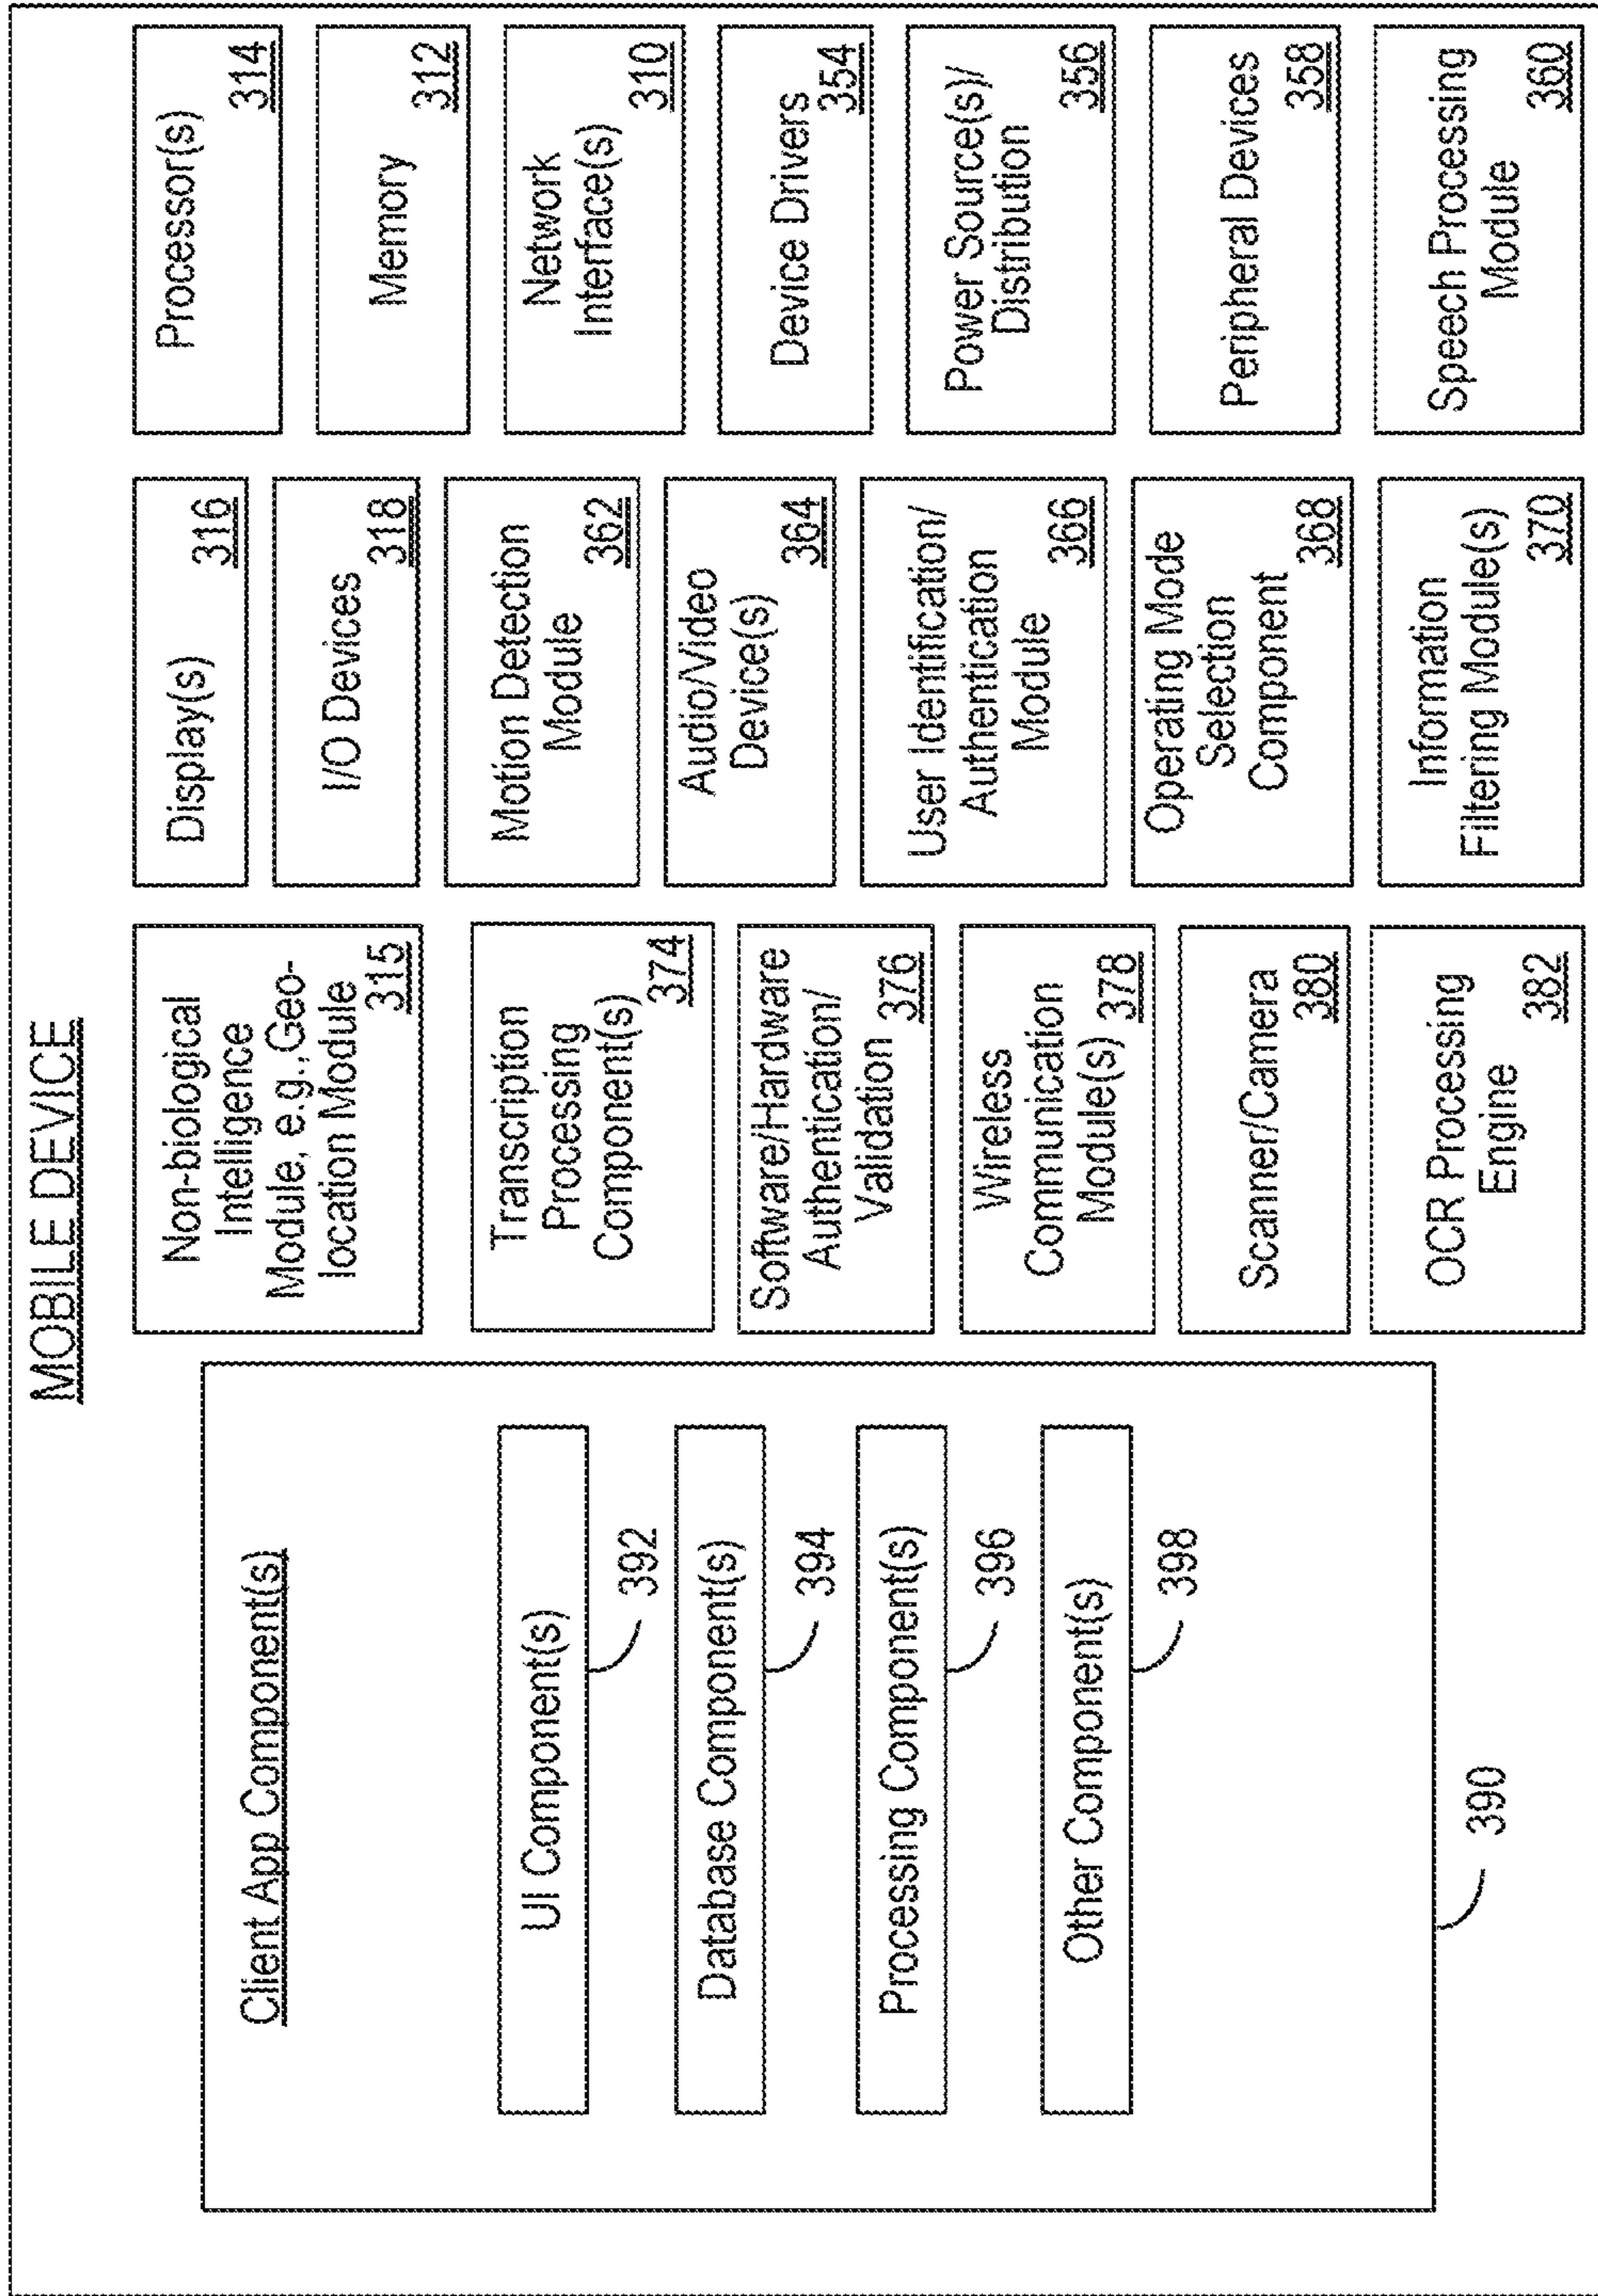 MOBILE DEVICE
Client App Component(s)
UI Component(s)
392
Database Component(s)
394
Processing Component(s)
396
Other Component(s)
398
390
Non-biological
Intelligence
Module, e.g.,Geo-
location Module
315
Transcription
Processing
Component(s)
374
Software/Hardware
Authentication/
Validation 376
Wireless
Communication
Module(s) 378
Scanner/Camera
380
OCR Processing
Engine
382
Display(s)
316
I/O Devices
318
Motion Detection
Module
362
Audio/Video
Device(s)
364
User Identification/
Authentication
Module
366
Operating Mode
Selection
Component
368
Information
Filtering Module(s)
370
Processor(s)
314
Memory
312
Network
Interface(s)
310
Device Drivers
354
Power Source(s)/
Distribution
356
Peripheral Devices
358
Speech Processing
Module
360